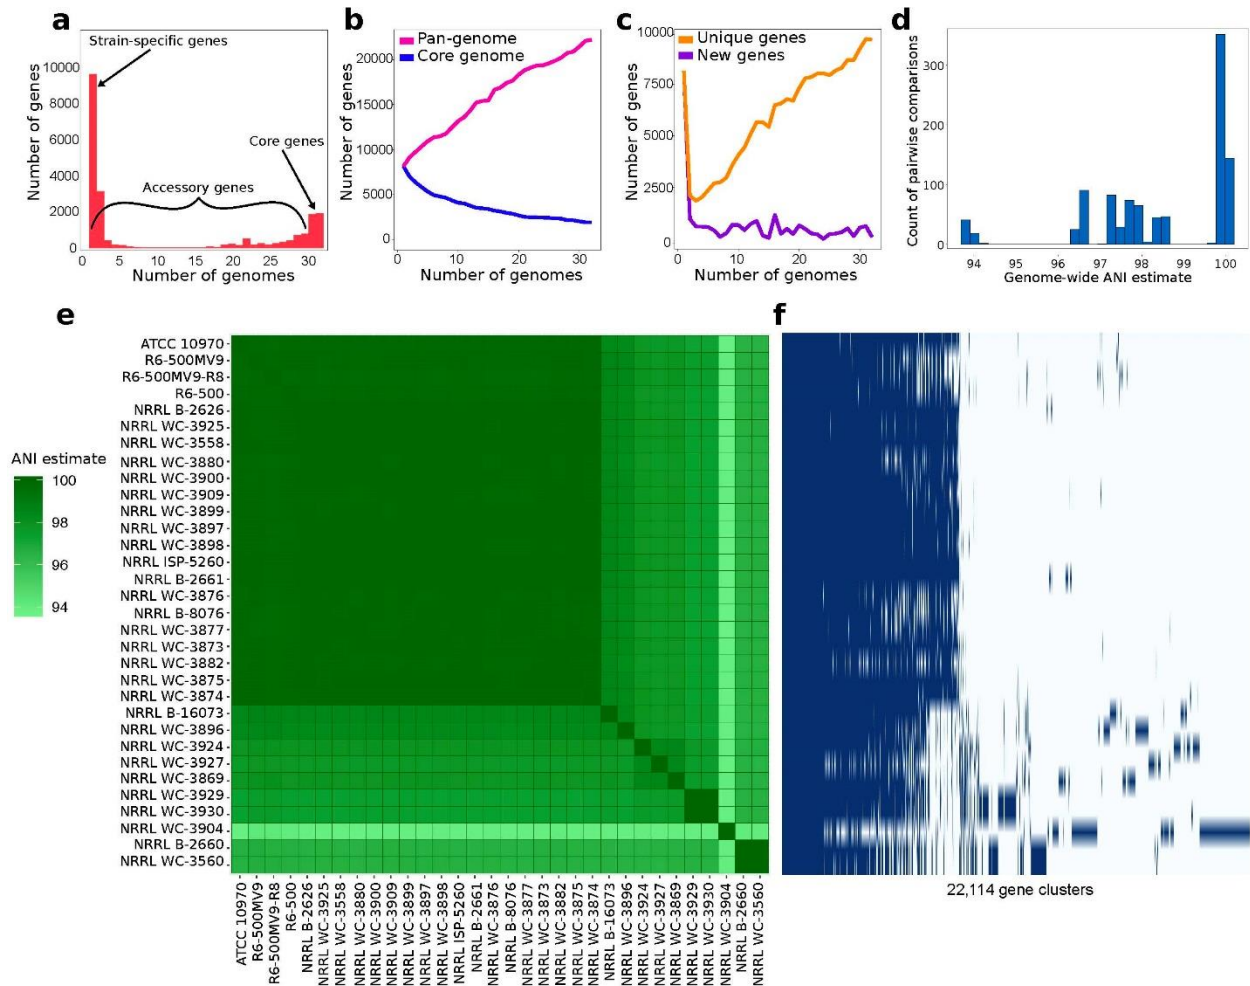 a
Strain-specific genes
Core genes
Accessory genes
Number of genes
10000
8000
6000
4000
2000
0
0
5
10
15
20
25
30
Number of genomes
b
Pan-genome
Core genome
Number of genes
20000
15000
10000
5000
0
0
10
20
30
Number of genomes
c
Unique genes
New genes
Number of genes
10000
7500
5000
2500
0
0
10
20
30
Number of genomes
d
Count of pairwise comparisons
300
200
100
0
94
95
96
97
98
99
100
Genome-wide ANI estimate
e
ANI estimate
100
98
96
94
ATCC 10970
R6-500MV9
R6-500MV9-R8
R6-500
NRRL B-2626
NRRL WC-3925
NRRL WC-3558
NRRL WC-3880
NRRL WC-3900
NRRL WC-3909
NRRL WC-3899
NRRL WC-3897
NRRL WC-3898
NRRL ISP-5260
NRRL B-2661
NRRL WC-3876
NRRL B-8076
NRRL WC-3877
NRRL WC-3873
NRRL WC-3882
NRRL WC-3875
NRRL WC-3874
NRRL B-16073
NRRL WC-3896
NRRL WC-3924
NRRL WC-3927
NRRL WC-3869
NRRL WC-3929
NRRL WC-3930
NRRL WC-3904
NRRL B-2660
NRRL WC-3560
ATCC 10970
R6-500MV9
R6-500MV9-R8
R6-500
NRRL B-2626
NRRL WC-3925
NRRL WC-3558
NRRL WC-3880
NRRL WC-3900
NRRL WC-3909
NRRL WC-3899
NRRL WC-3897
NRRL WC-3898
NRRL ISP-5260
NRRL B-2661
NRRL WC-3876
NRRL B-8076
NRRL WC-3877
NRRL WC-3873
NRRL WC-3882
NRRL WC-3875
NRRL WC-3874
NRRL B-16073
NRRL WC-3896
NRRL WC-3924
NRRL WC-3927
NRRL WC-3869
NRRL WC-3929
NRRL WC-3930
NRRL WC-3904
NRRL B-2660
NRRL WC-3560
f
22,114 gene clusters